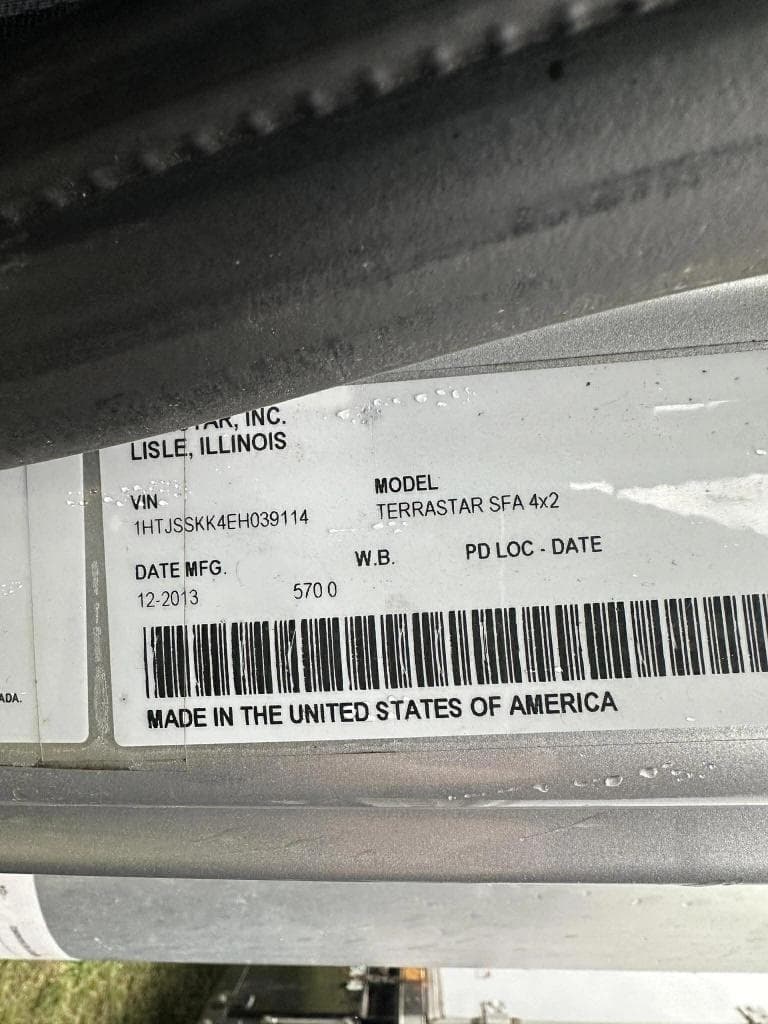 INC.
LISLE, ILLINOIS
VIN
1HTJSSKK4EH039114
MODEL
TERRASTAR SFA 4x2
DATE MFG.
12-2013
W.B.
570 0
PD LOC - DATE
MADE IN THE UNITED STATES OF AMERICA